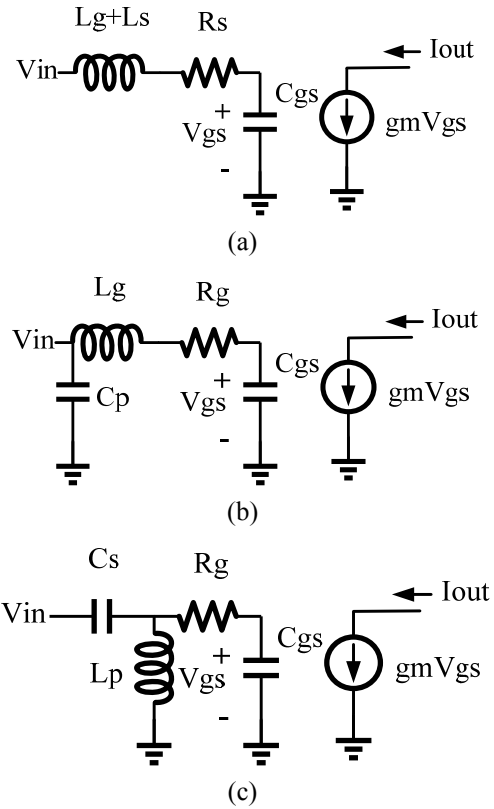 Lg+Ls Rs
Iout
Vin
Cgs
+
Vgs gmVgs
-
(a)
Lg Rg
Iout
Vin
Cgs
+
Cp Vgs gmVgs
-
(b)
Cs Rg
Iout
Vin
Cgs
+
Lp Vgs gmVgs
-
(c)